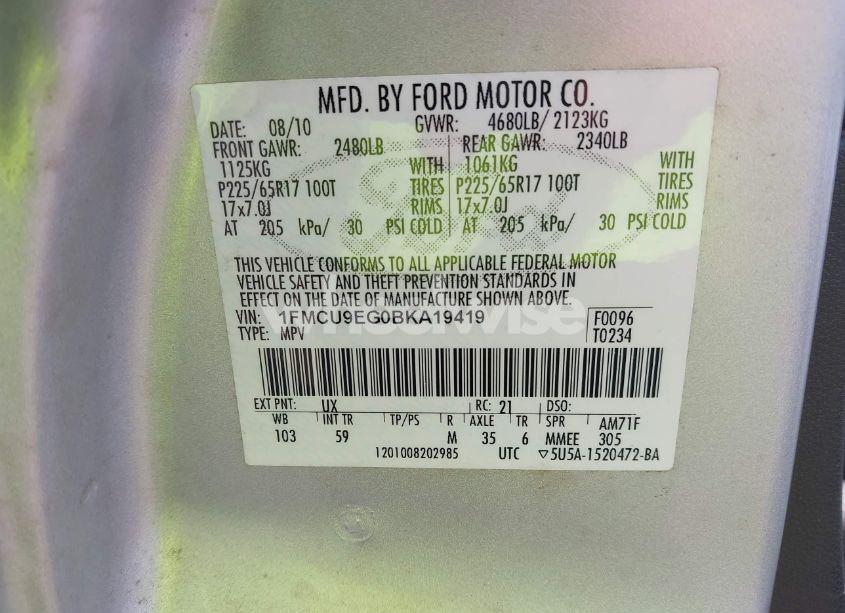 MFD. BY FORD MOTOR CO.
DATE: 08/10 GVWR: 4680LB/ 2123KG
FRONT GAWR: 2480LB REAR GAWR: 2340LB
1125KG WITH 1061KG WITH
P225/65R17 100T TIRES P225/65R17 100T TIRES
17x7.0J RIMS 17x7.0J RIMS
AT 205 kPa/ 30 PSI COLD AT 205 kPa/ 30 PSI COLD
THIS VEHICLE CONFORMS TO ALL APPLICABLE FEDERAL MOTOR
VEHICLE SAFETY AND THEFT PREVENTION STANDARDS IN
EFFECT ON THE DATE OF MANUFACTURE SHOWN ABOVE.
VIN: 1FMCU9EG0BKA19419 F0096
TYPE: MPV T0234
EXT PNT: UX RC: 21 DSO:
WB INT TR TP/PS R AXLE TR SPR AM71F
103 59 M 35 6 MMEE 305
1201008202985 UTC ▽5U5A-1520472-BA